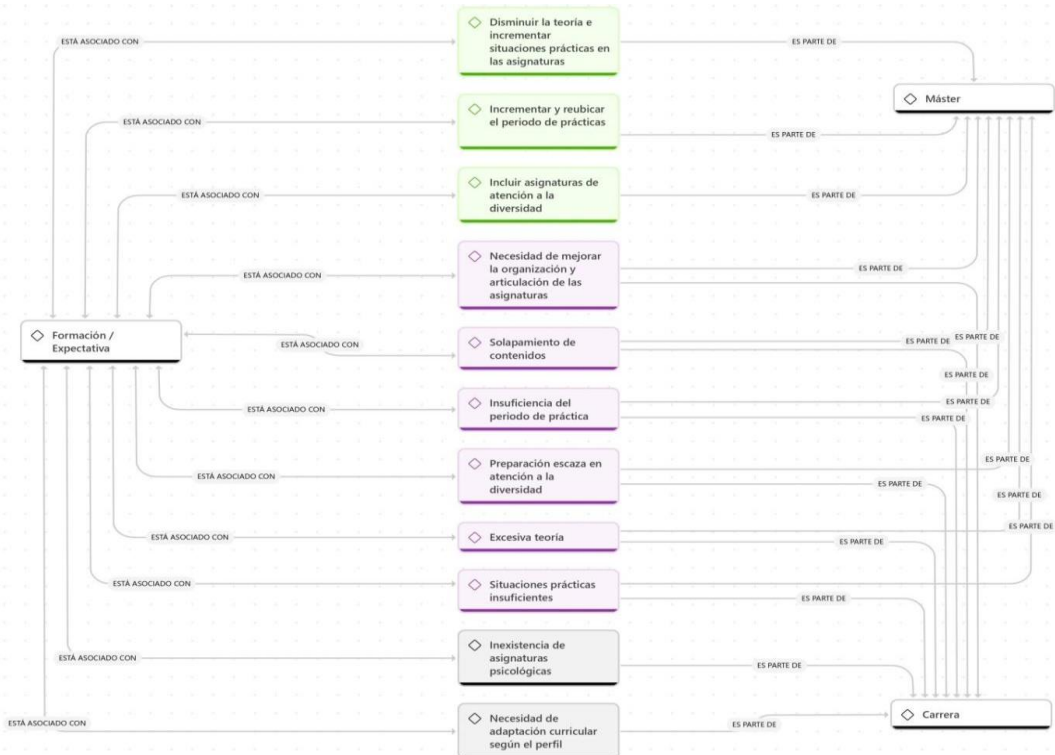 Disminuir la teoría e
incrementar
situaciones prácticas en
las asignaturas
ESTÁ ASOCIADO CON
ES PARTE DE
Máster
Incrementar y reubicar
el periodo de prácticas
ESTÁ ASOCIADO CON
ES PARTE DE
Incluir asignaturas de
atención a la
diversidad
ESTÁ ASOCIADO CON
ES PARTE DE
Necesidad de mejorar
la organización y
articulación de las
asignaturas
ESTÁ ASOCIADO CON
ES PARTE DE
Formación /
Expectativa
ESTÁ ASOCIADO CON
Solapamiento de
contenidos
ES PARTE DE
ES PARTE DE
ES PARTE DE
Insuficiencia del
periodo de práctica
ESTÁ ASOCIADO CON
ES PARTE DE
ES PARTE DE
Preparación escaza en
atención a la
diversidad
ESTÁ ASOCIADO CON
ES PARTE DE
ES PARTE DE
ES PARTE DE
Excesiva teoría
ESTÁ ASOCIADO CON
ES PARTE DE
ES PARTE DE
Situaciones prácticas
insuficientes
ESTÁ ASOCIADO CON
ES PARTE DE
Inexistencia de
asignaturas
psicológicas
ESTÁ ASOCIADO CON
ES PARTE DE
Necesidad de
adaptación curricular
según el perfil
ESTÁ ASOCIADO CON
ES PARTE DE
Carrera